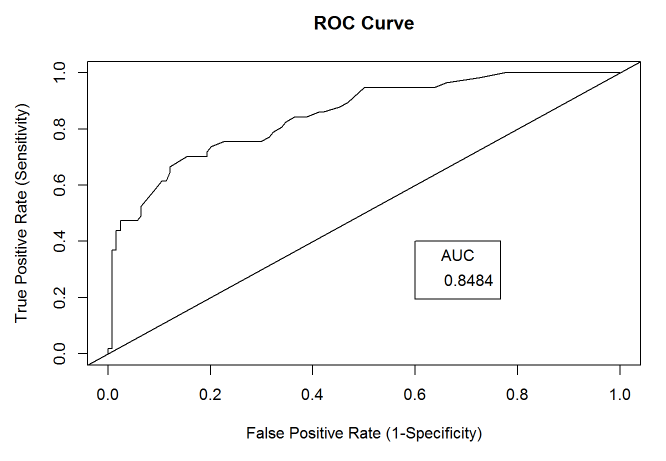 ROC Curve
True Positive Rate (Sensitivity)
1.0
0.8
0.6
0.4
0.2
0.0
AUC
0.8484
0.0 0.2 0.4 0.6 0.8 1.0
False Positive Rate (1-Specificity)